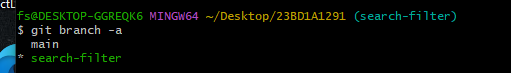 fs@DESKTOP-GGREQK6 MINGW64 ~/Desktop/23BD1A1291 (search-filter)
$ git branch -a
main
* search-filter